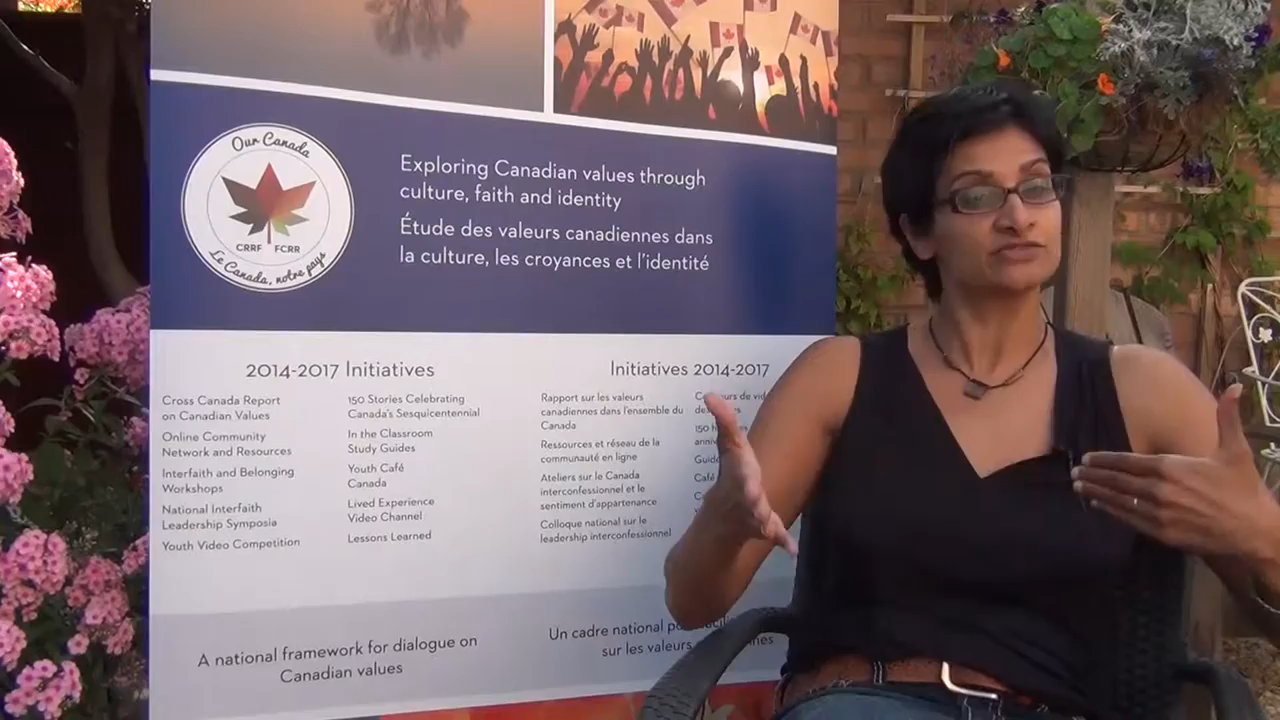 Our Canada
CRRF FCRR
Le Canada, notre pays
Exploring Canadian values through
culture, faith and identity
Étude des valeurs canadiennes dans
la culture, les croyances et l'identité
2014-2017 Initiatives
Cross Canada Report
on Canadian Values
Online Community
Network and Resources
Interfaith and Belonging
Workshops
National Interfaith
Leadership Symposia
Youth Video Competition
150 Stories Celebrating
Canada's Sesquicentennial
In the Classroom
Study Guides
Youth Café
Canada
Lived Experience
Video Channel
Lessons Learned
Initiatives 2014-2017
Rapport sur les valeurs
canadiennes dans l'ensemble du
Canada
Ressources et réseau de la
communauté en ligne
Ateliers sur le Canada
interconfessionnel et le
sentiment d'appartenance
Colloque national sur le
leadership interconfessionnel
de
150
A national framework for dialogue on
Canadian values
Un cadre national
sur les valeurs